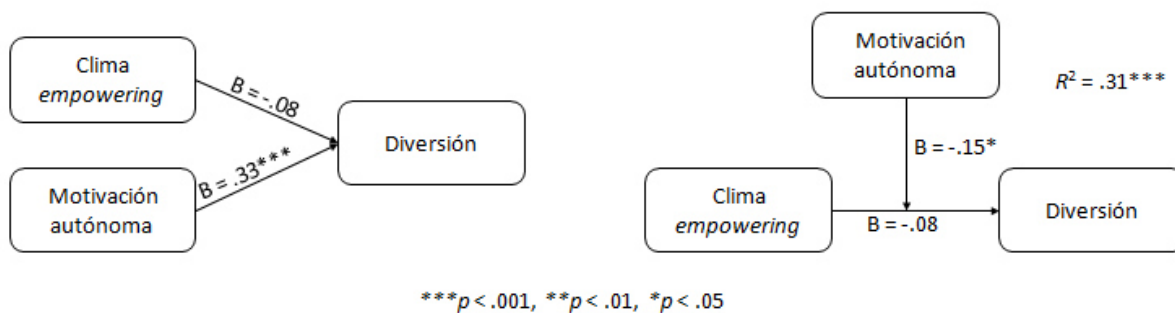 Clima
empowering
B = -.08
Motivación
autónoma
B = .33***
Diversión
Motivación
autónoma
R² = .31***
B = -.15*
Clima
empowering
B = -.08
Diversión
***p < .001, **p < .01, *p < .05